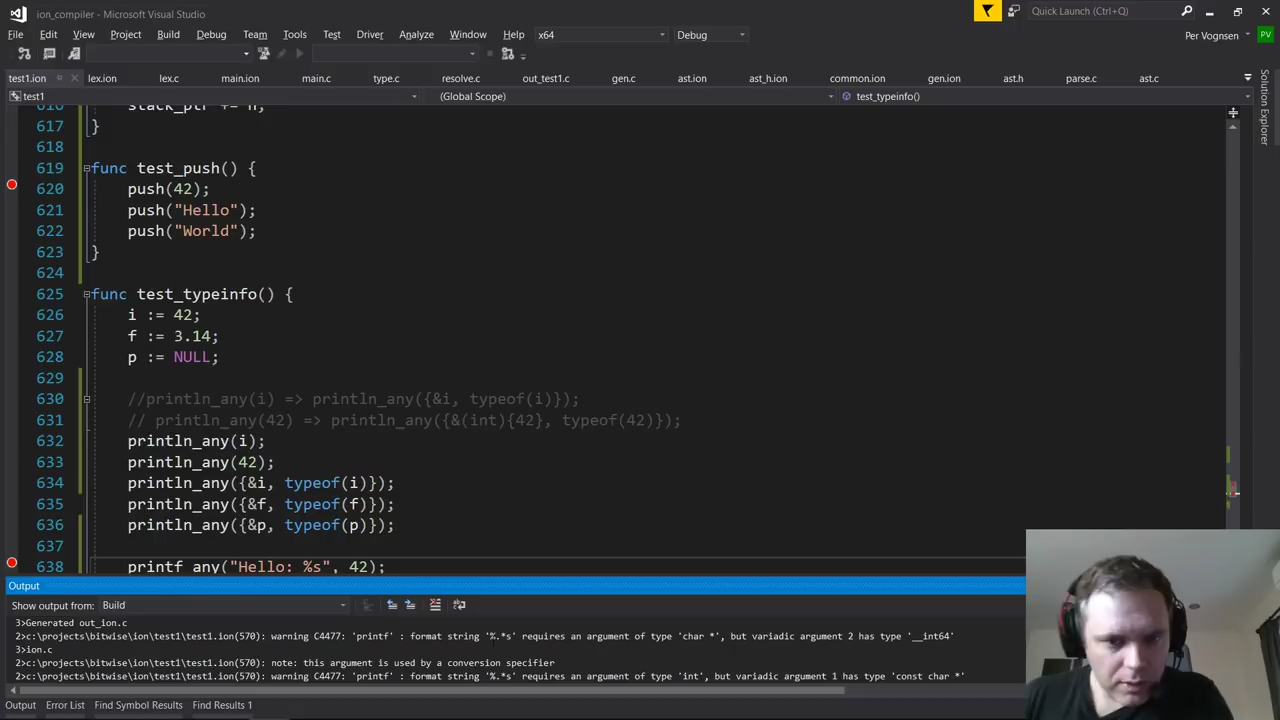 ion_compiler - Microsoft Visual Studio
Quick Launch (Ctrl+Q)
File Edit View Project Build Debug Team Tools Test Driver Analyze Window Help x64 Debug Per Vognsen PV
test1.ion lex.ion lex.c main.ion main.c type.c resolve.c out_test1.c gen.c ast.ion ast_h.ion common.ion gen.ion ast.h parse.c ast.c
test1 (Global Scope) test_typeinfo()
Solution Explorer
616 stack_ptr += n;
617 }
618
619 func test_push() {
620 push(42);
621 push("Hello");
622 push("World");
623 }
624
625 func test_typeinfo() {
626 i := 42;
627 f := 3.14;
628 p := NULL;
629
630 //println_any(i) => println_any({&i, typeof(i)});
631 // println_any(42) => println_any({&(int){42}, typeof(42)});
632 println_any(i);
633 println_any(42);
634 println_any({&i, typeof(i)});
635 println_any({&f, typeof(f)});
636 println_any({&p, typeof(p)});
637
638 printf_any("Hello: %s", 42);
Output
Show output from: Build
3>Generated out_ion.c
2>c:\projects\bitwise\ion\test1\test1.ion(570): warning C4477: 'printf' : format string '%.*s' requires an argument of type 'char *', but variadic argument 2 has type '__int64'
3>ion.c
2>c:\projects\bitwise\ion\test1\test1.ion(570): note: this argument is used by a conversion specifier
2>c:\projects\bitwise\ion\test1\test1.ion(570): warning C4477: 'printf' : format string '%.*s' requires an argument of type 'int', but variadic argument 1 has type 'const char *'
Output Error List Find Symbol Results Find Results 1